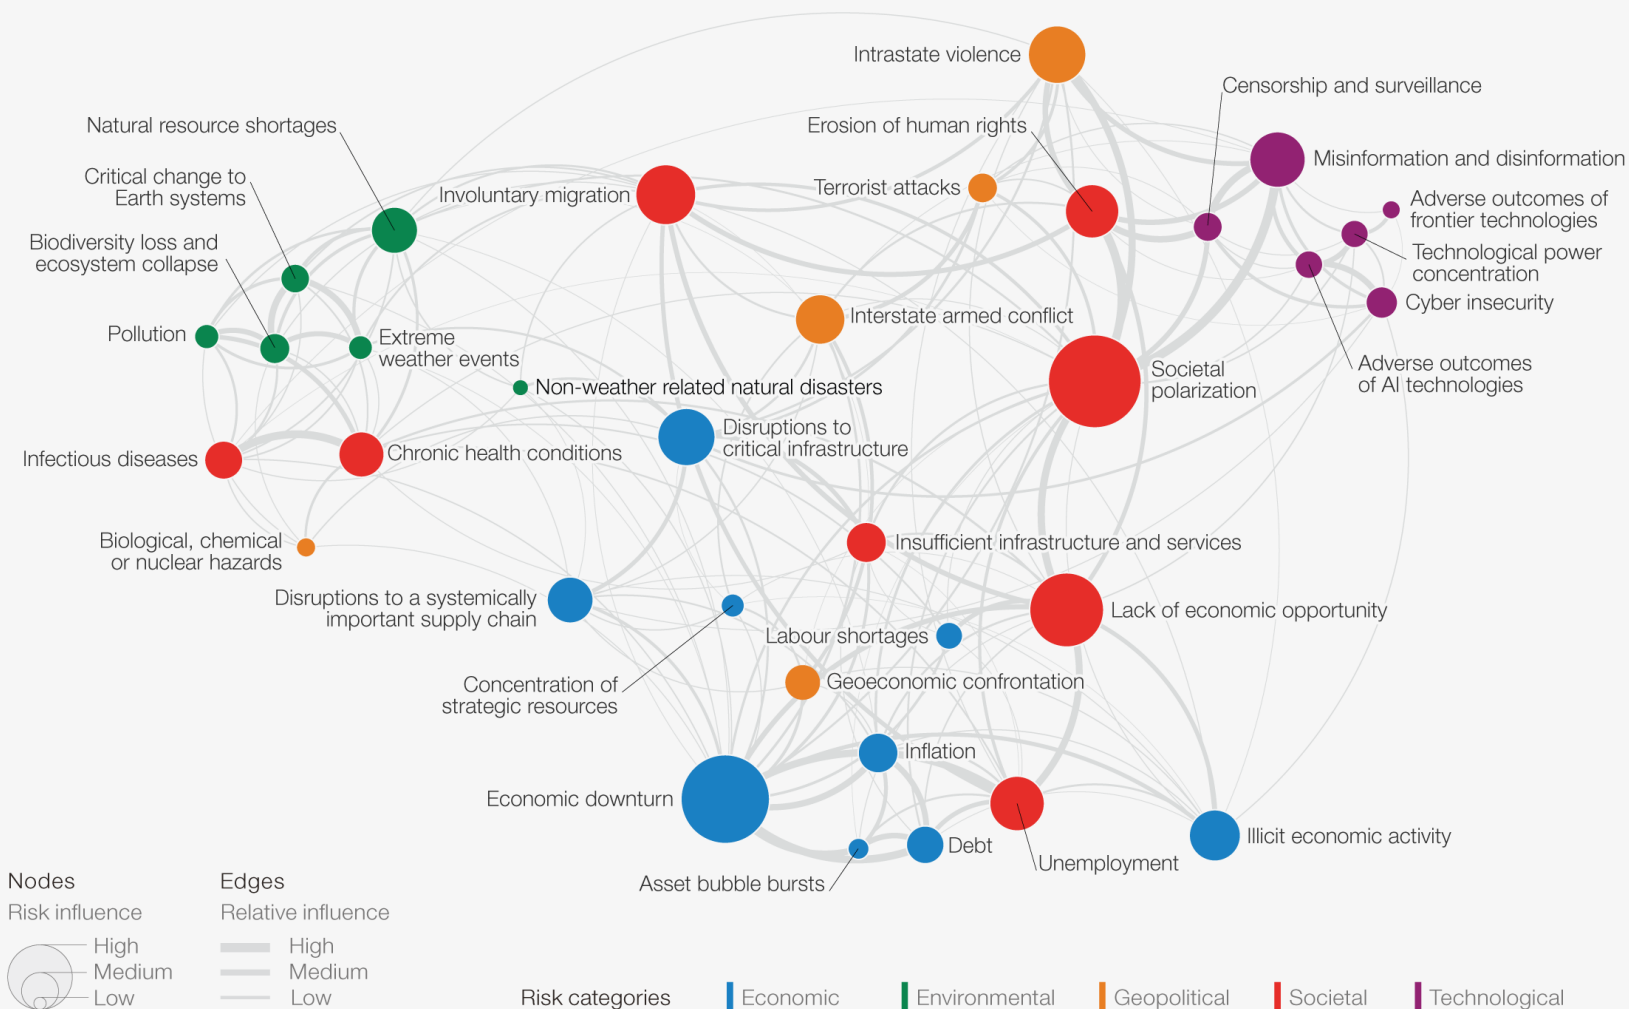 Intrastate violence
Censorship and surveillance
Natural resource shortages
Erosion of human rights
Misinformation and disinformation
Critical change to
Earth systems
Involuntary migration
Terrorist attacks
Adverse outcomes of
frontier technologies
Biodiversity loss and
ecosystem collapse
Technological power
concentration
Cyber insecurity
Interstate armed conflict
Pollution
Extreme
weather events
Adverse outcomes
of AI technologies
Societal
polarization
Non-weather related natural disasters
Disruptions to
critical infrastructure
Infectious diseases
Chronic health conditions
Biological, chemical
or nuclear hazards
Insufficient infrastructure and services
Disruptions to a systemically
important supply chain
Lack of economic opportunity
Labour shortages
Concentration of
strategic resources
Geoeconomic confrontation
Inflation
Economic downturn
Debt
Illicit economic activity
Unemployment
Asset bubble bursts
Nodes
Risk influence
High
Medium
Low
Edges
Relative influence
High
Medium
Low
Risk categories
Economic
Environmental
Geopolitical
Societal
Technological